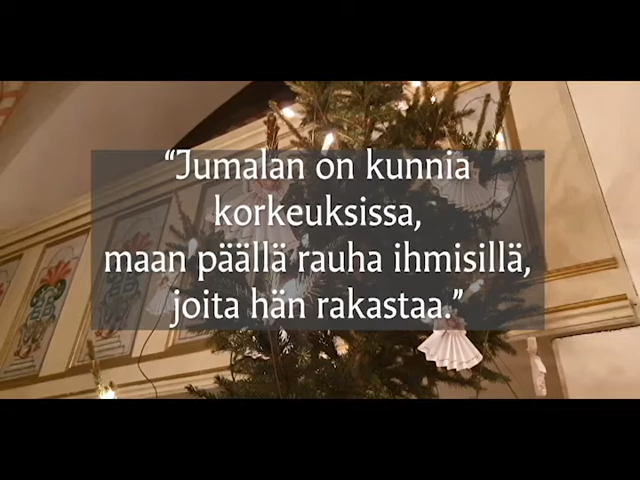 “Jumalan on kunnia
korkeuksissa,
maan päällä rauha ihmisillä,
joita hän rakastaa.”